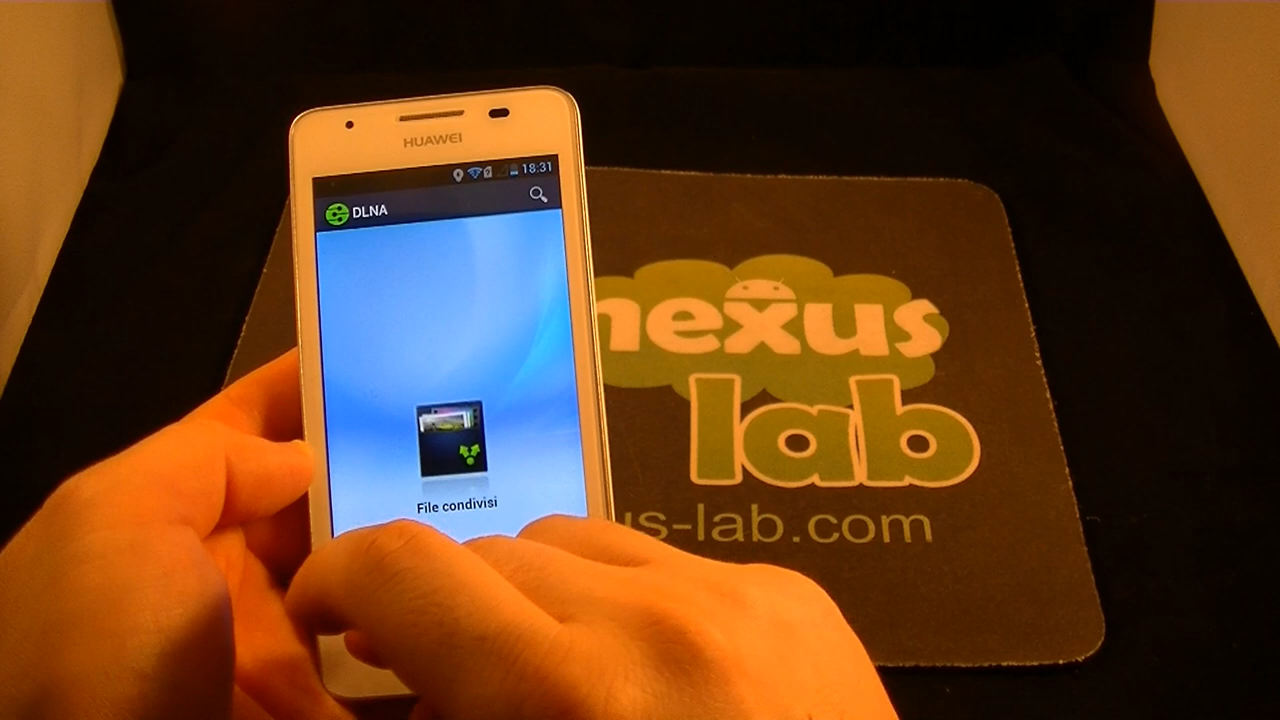 HUAWEI
18:31
DLNA
File condivisi
nexus
lab
us-lab.com